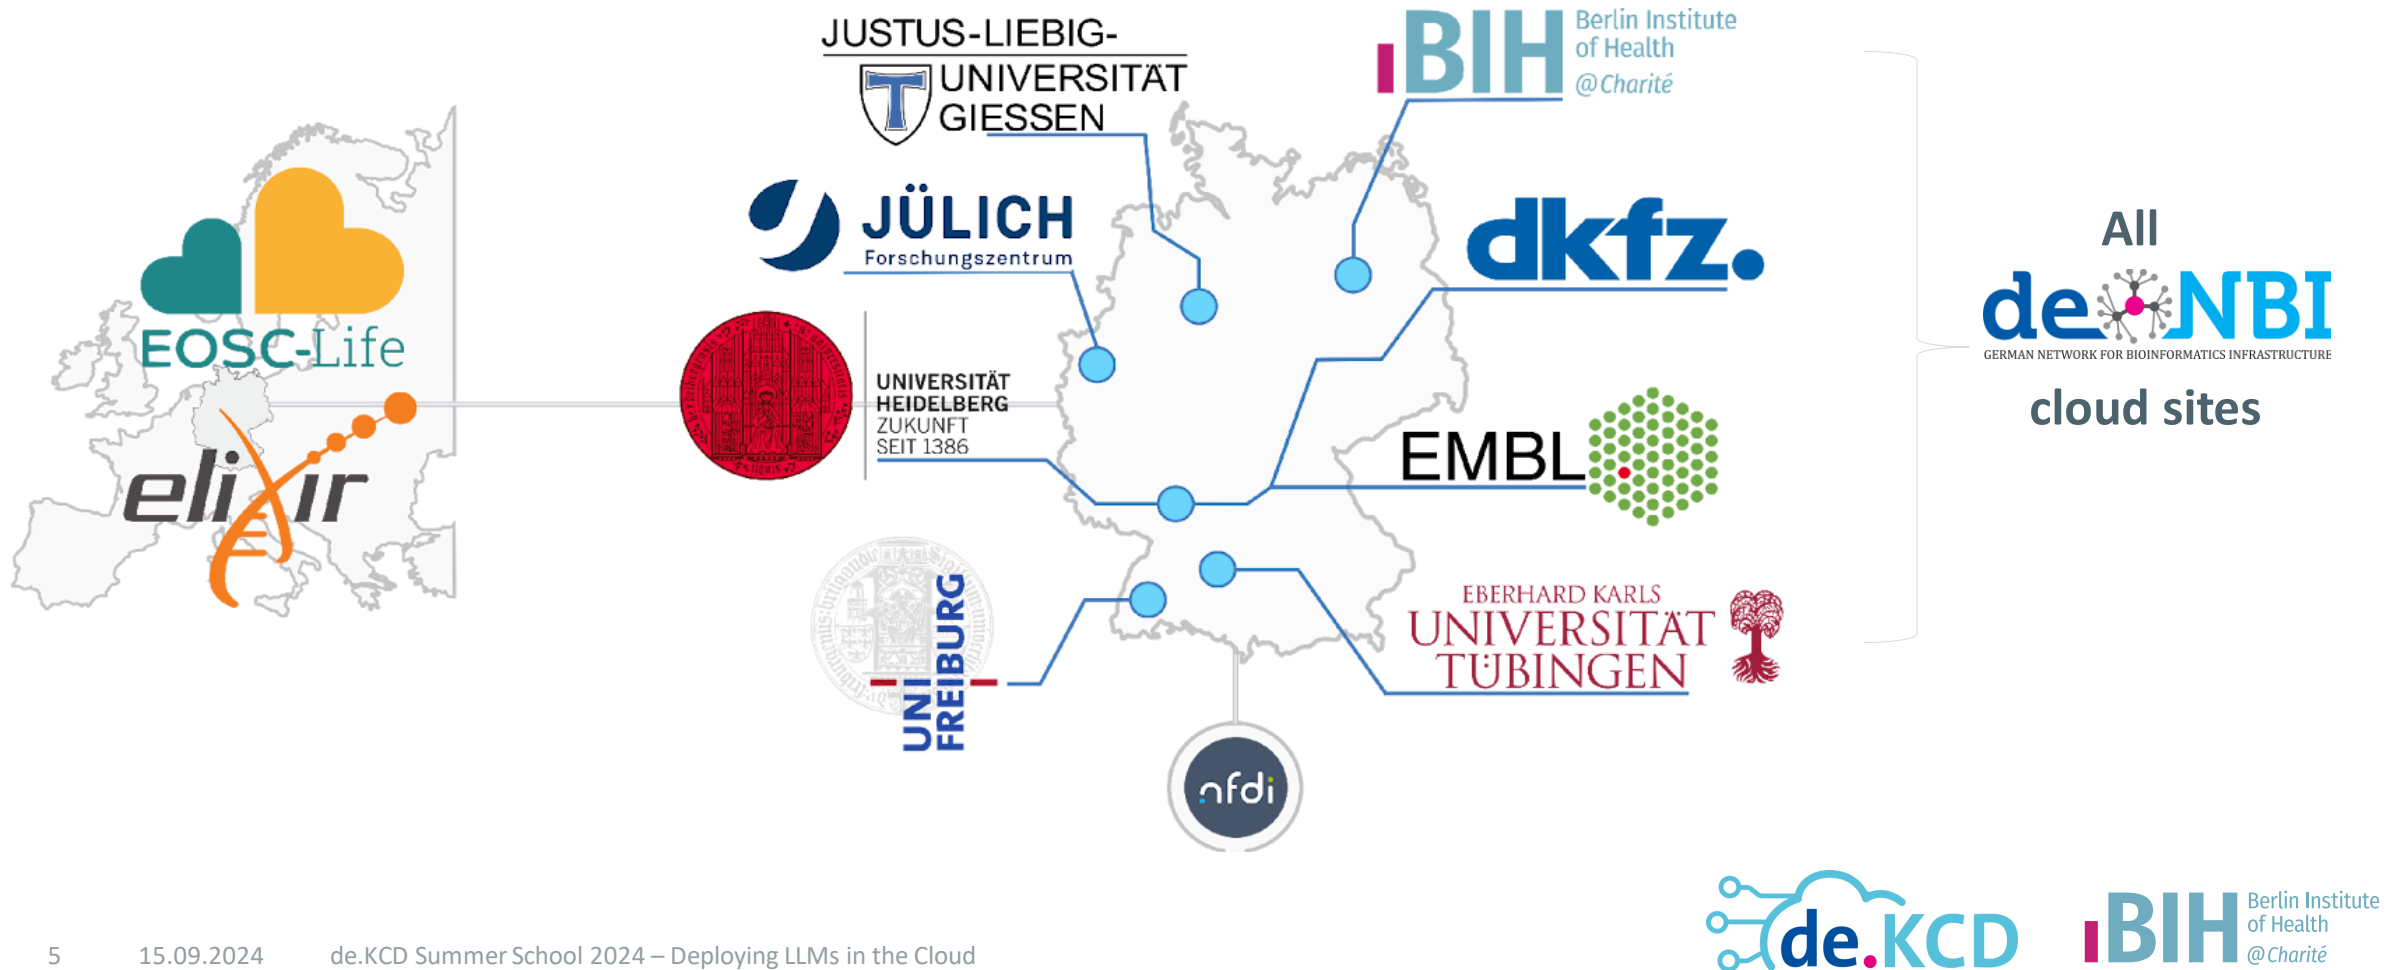 JUSTUS-LIEBIG-
UNIVERSITÄT
GIESSEN
BIH
Berlin Institute
of Health
@Charité
JÜLICH
Forschungszentrum
dkfz.
EOSC-Life
elixir
UNIVERSITÄT
HEIDELBERG
ZUKUNFT
SEIT 1386
EMBL
All
de.NBI
GERMAN NETWORK FOR BIOINFORMATICS INFRASTRUCTURE
cloud sites
UNI
FREIBURG
EBERHARD KARLS
UNIVERSITÄT
TÜBINGEN
nfdi
5
15.09.2024
de.KCD Summer School 2024 – Deploying LLMs in the Cloud
de.KCD
BIH
Berlin Institute
of Health
@Charité